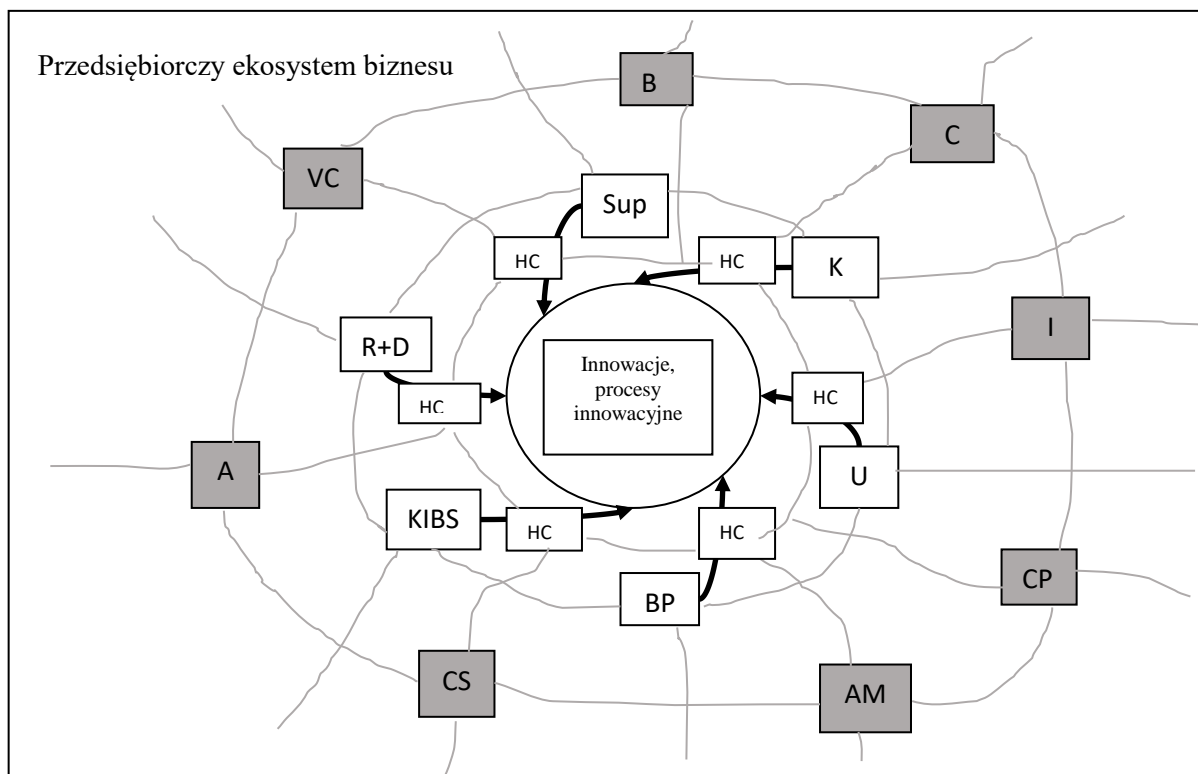 Przedsiębiorczy ekosystem biznesu
B
C
VC
Sup
HC
HC
K
I
R+D
HC
Innowacje,
procesy
innowacyjne
HC
A
U
KIBS
HC
HC
CP
BP
CS
AM